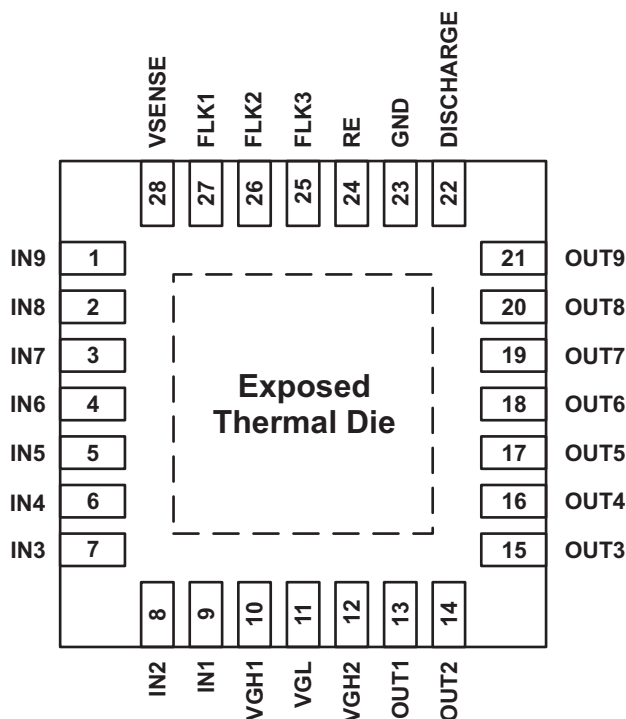 VSENSE
FLK1
FLK2
FLK3
RE
GND
DISCHARGE
28
27
26
25
24
23
22
IN9 1 21 OUT9
IN8 2 20 OUT8
IN7 3 19 OUT7
IN6 4 18 OUT6
IN5 5 17 OUT5
IN4 6 16 OUT4
IN3 7 15 OUT3
Exposed
Thermal Die
8
9
10
11
12
13
14
IN2
IN1
VGH1
VGL
VGH2
OUT1
OUT2